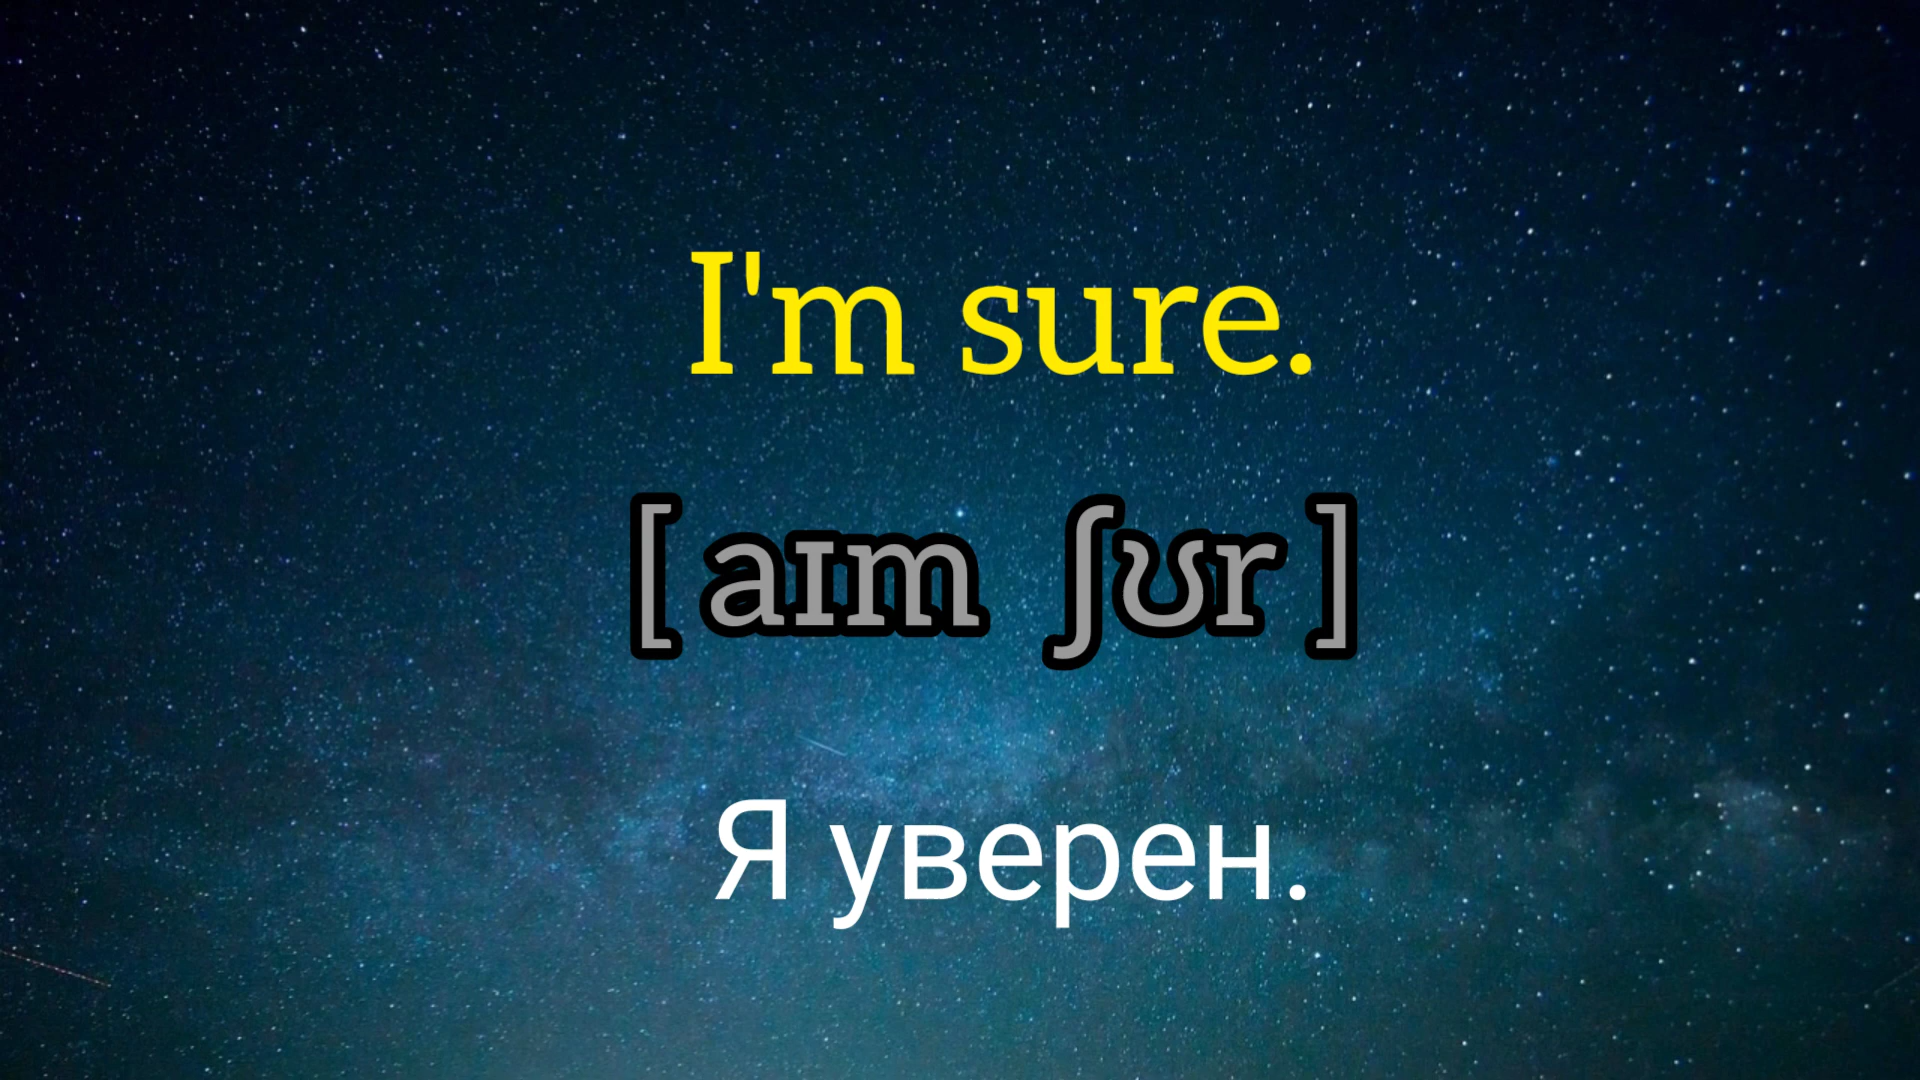 I'm sure.
[ aɪm ʃʊr ]
Я уверен.